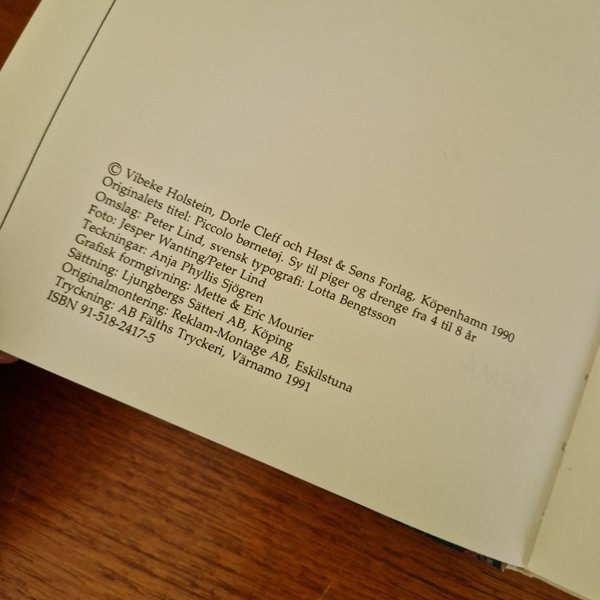 © Vibeke Holstein, Dorle Cleff och Høst & Søns Forlag, Köpenhamn 1990
Originalets titel: Piccolo børnetøj. Sy til piger og drenge fra 4 til 8 år
Omslag: Peter Lind, svensk typografi: Lotta Bengtsson
Foto: Jesper Wanting/Peter Lind
Teckningar: Anja Phyllis Sjögren
Grafisk formgivning: Mette & Eric Mourier
Sättning: Ljungbergs Sätteri AB, Köping
Originalmontering: Reklam-Montage AB, Eskilstuna
Tryckning: AB Fälths Tryckeri, Värnamo 1991
ISBN 91-518-2417-5